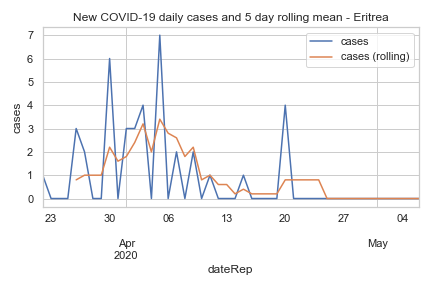 New COVID-19 daily cases and 5 day rolling mean - Eritrea
cases
cases (rolling)
7
6
5
4
3
2
1
0
cases
23 30 06 13 20 27 04
Apr May
2020
dateRep